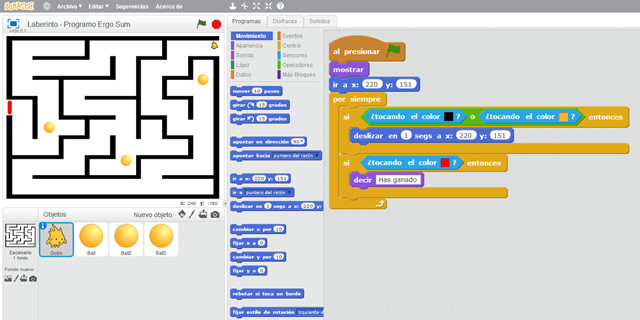 SCRATCH Archivo Editar Sugerencias Acerca de
Laberinto - Programo Ergo Sum
x: 240 y: -180
Objetos Nuevo objeto:
Escenario
1 fondo
Fondo nuevo:
Gobo Ball Ball2 Ball3
Programas Disfraces Sonidos
Movimiento Eventos
Apariencia Control
Sonido Sensores
Lápiz Operadores
Datos Más Bloques
mover 10 pasos
girar 15 grados
girar 15 grados
apuntar en dirección 90
apuntar hacia puntero del ratón
ir a x: 220 y: 151
ir a puntero del ratón
deslizar en 1 segs a x: 220 y:
cambiar x por 10
fijar x a 0
cambiar y por 10
fijar y a 0
rebotar si toca un borde
fijar estilo de rotación
al presionar
mostrar
ir a x: 220 y: 151
por siempre
si ¿tocando el color ? o ¿tocando el color ? entonces
deslizar en 1 segs a x: 220 y: 151
si ¿tocando el color ? entonces
decir Has ganado